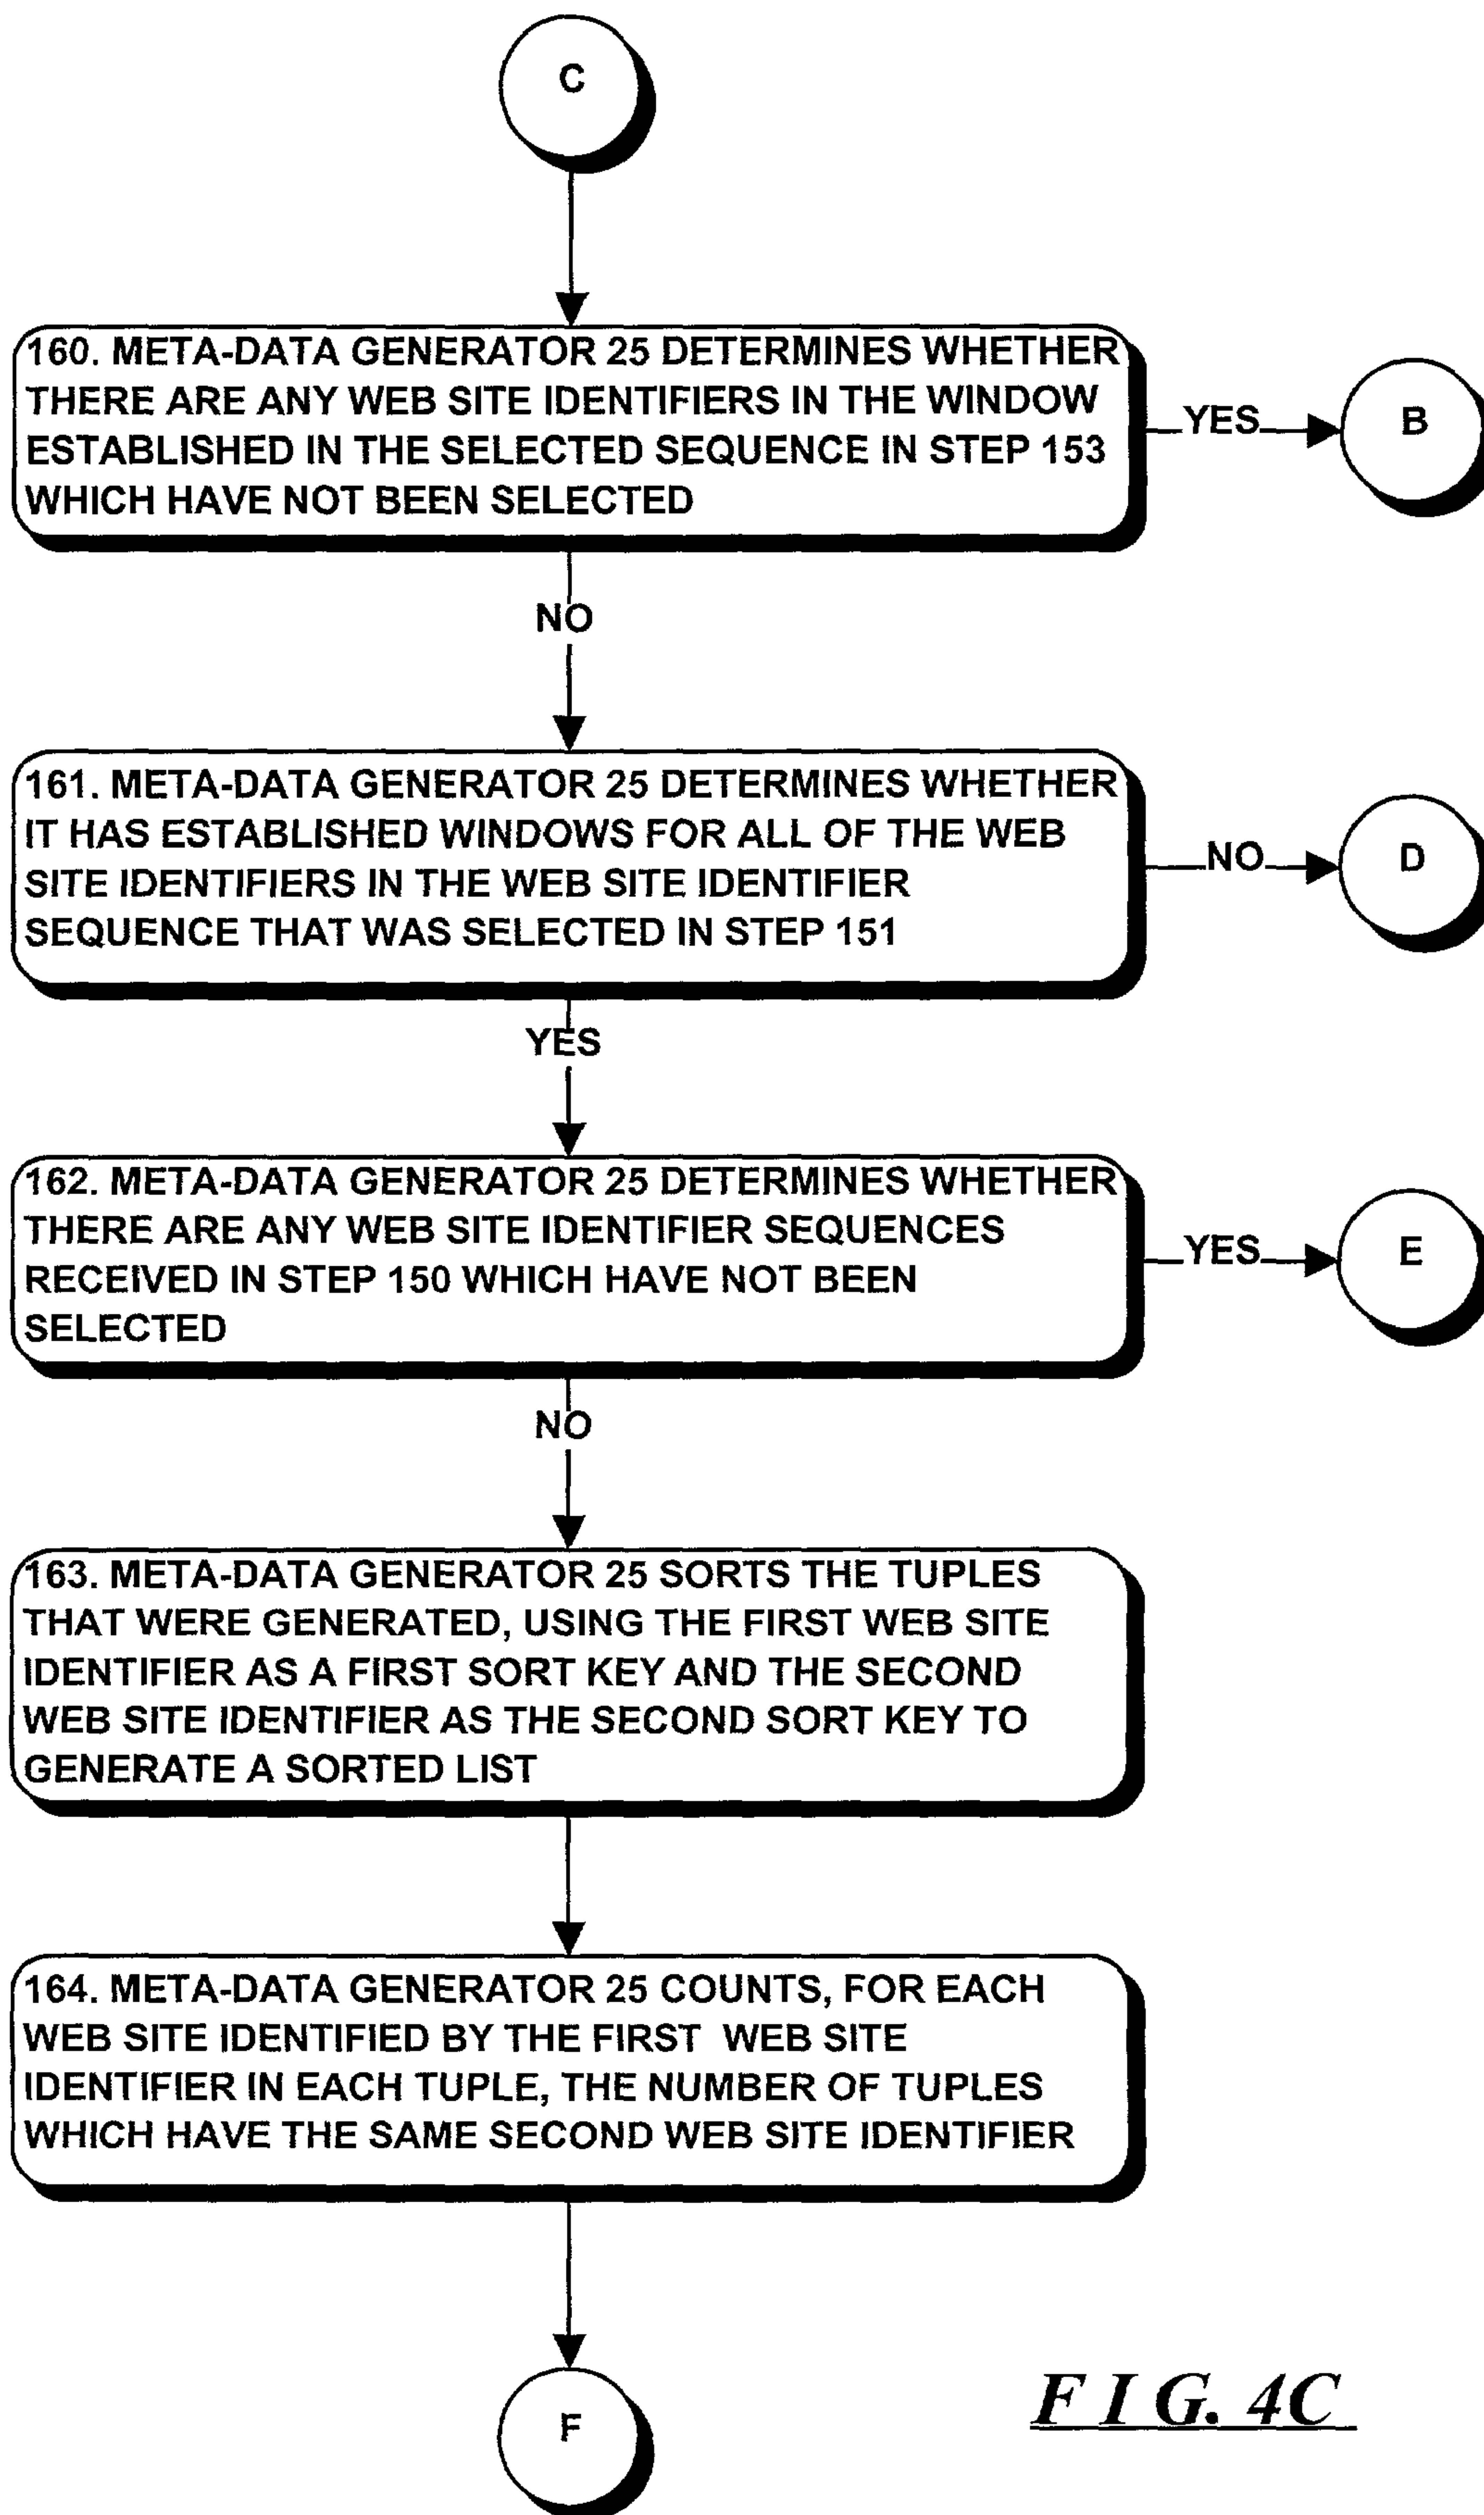 C
160. META-DATA GENERATOR 25 DETERMINES WHETHER
THERE ARE ANY WEB SITE IDENTIFIERS IN THE WINDOW
ESTABLISHED IN THE SELECTED SEQUENCE IN STEP 153
WHICH HAVE NOT BEEN SELECTED
YES
B
NO
161. META-DATA GENERATOR 25 DETERMINES WHETHER
IT HAS ESTABLISHED WINDOWS FOR ALL OF THE WEB
SITE IDENTIFIERS IN THE WEB SITE IDENTIFIER
SEQUENCE THAT WAS SELECTED IN STEP 151
NO
D
YES
162. META-DATA GENERATOR 25 DETERMINES WHETHER
THERE ARE ANY WEB SITE IDENTIFIER SEQUENCES
RECEIVED IN STEP 150 WHICH HAVE NOT BEEN
SELECTED
YES
E
NO
163. META-DATA GENERATOR 25 SORTS THE TUPLES
THAT WERE GENERATED, USING THE FIRST WEB SITE
IDENTIFIER AS A FIRST SORT KEY AND THE SECOND
WEB SITE IDENTIFIER AS THE SECOND SORT KEY TO
GENERATE A SORTED LIST
164. META-DATA GENERATOR 25 COUNTS, FOR EACH
WEB SITE IDENTIFIED BY THE FIRST WEB SITE
IDENTIFIER IN EACH TUPLE, THE NUMBER OF TUPLES
WHICH HAVE THE SAME SECOND WEB SITE IDENTIFIER
F
FIG. 4C